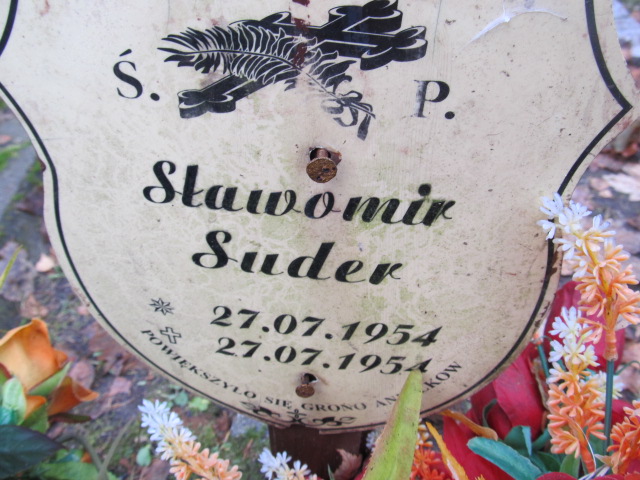 Ś. P.
Sławomir
Suder
27.07.1954
27.07.1954
POWIĘKSZYŁO SIĘ GRONO ANIOŁKÓW